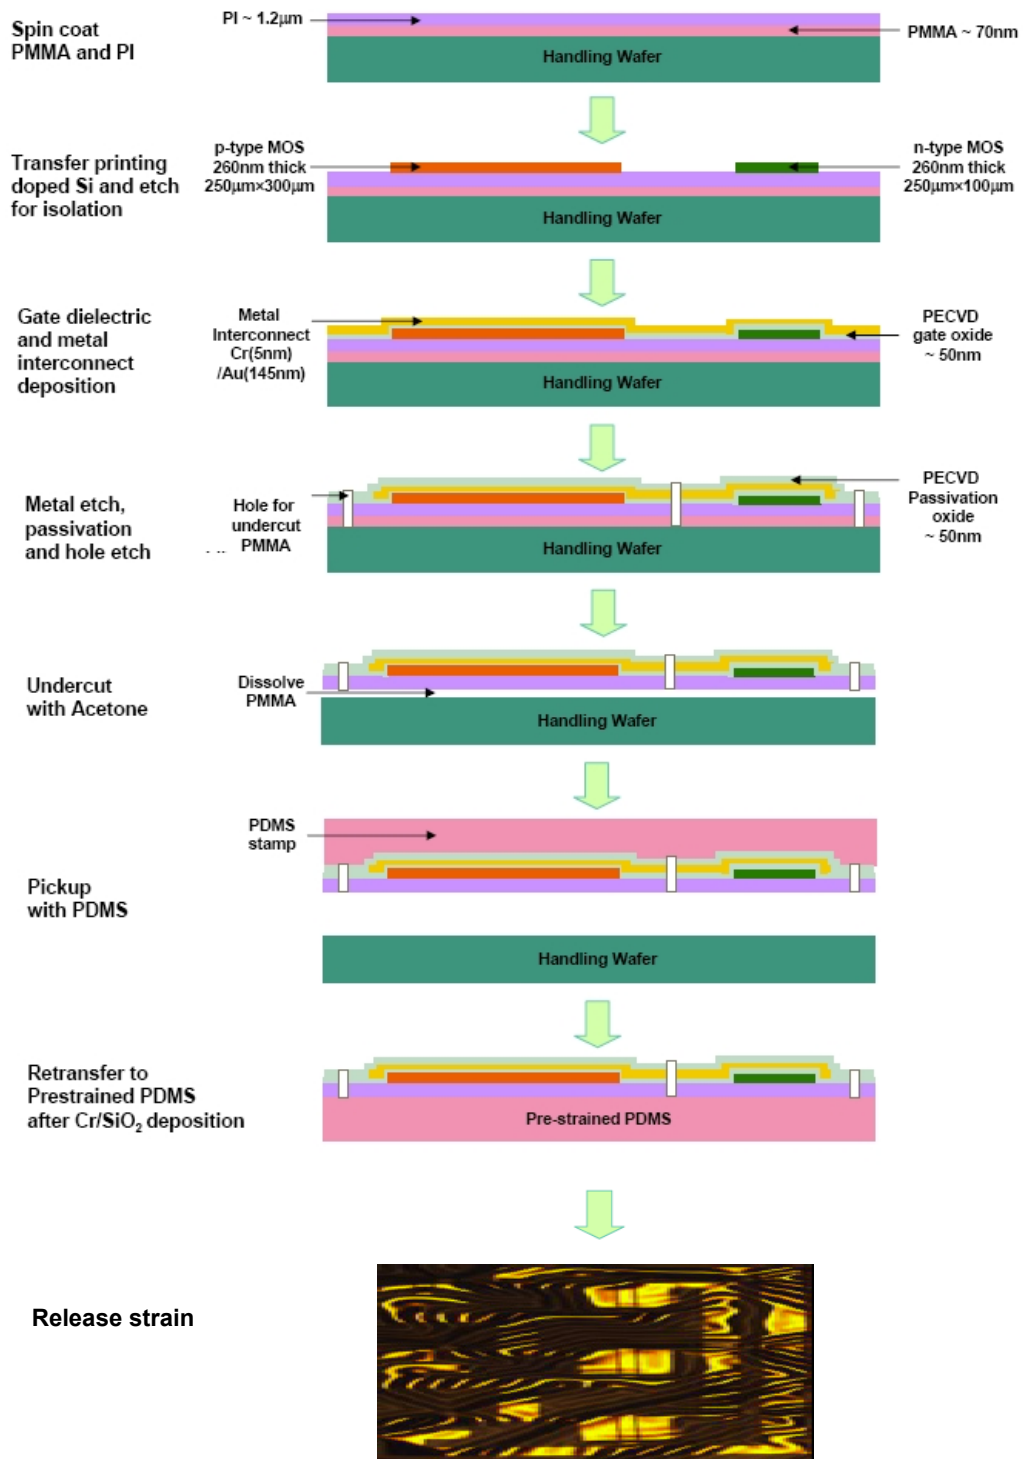 Spin coat
PMMA and PI
PI ~ 1.2μm
PMMA ~ 70nm
Handling Wafer
Transfer printing
doped Si and etch
for isolation
p-type MOS
260nm thick
250μm×300μm
n-type MOS
260nm thick
250μm×100μm
Handling Wafer
Gate dielectric
and metal
interconnect
deposition
Metal
Interconnect
Cr(5nm)
/Au(145nm)
PECVD
gate oxide
~ 50nm
Handling Wafer
Metal etch,
passivation
and hole etch
Hole for
undercut
PMMA
PECVD
Passivation
oxide
~ 50nm
Handling Wafer
Undercut
with Acetone
Dissolve
PMMA
Handling Wafer
Pickup
with PDMS
PDMS
stamp
Handling Wafer
Retransfer to
Prestrained PDMS
after Cr/SiO₂ deposition
Pre-strained PDMS
Release strain